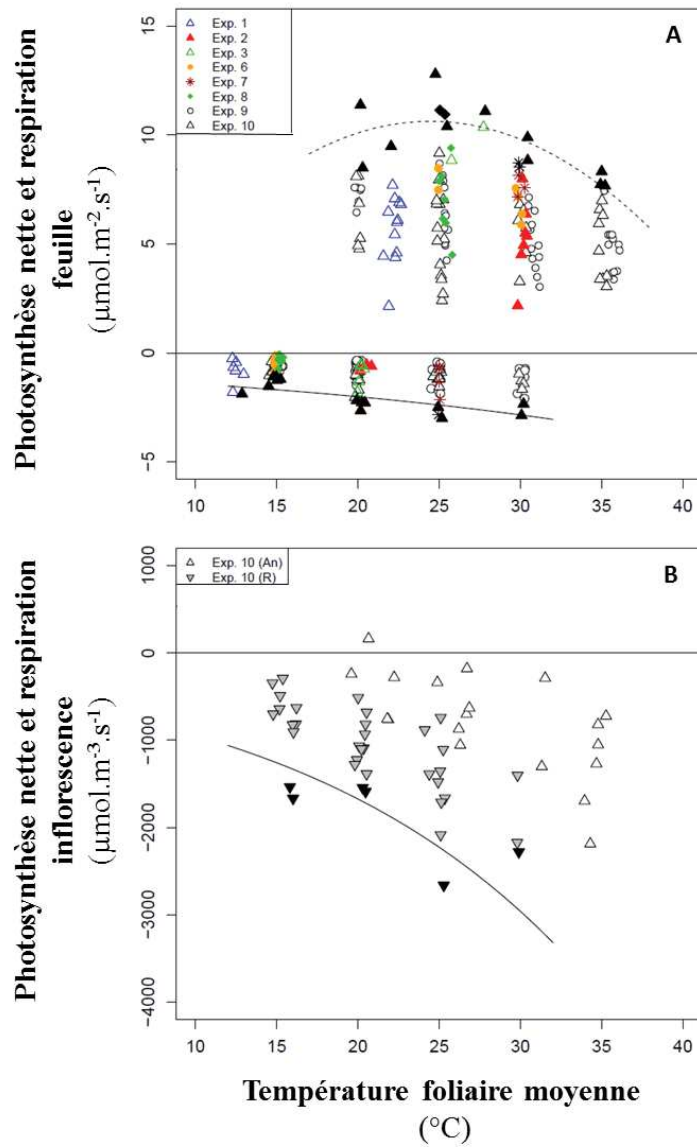 Photosynthèse nette et respiration
feuille
(μmol.m⁻².s⁻¹)
A
Exp. 1
Exp. 2
Exp. 3
Exp. 6
Exp. 7
Exp. 8
Exp. 9
Exp. 10
15
10
5
0
−5
10 15 20 25 30 35 40
Photosynthèse nette et respiration
inflorescence
(μmol.m⁻³.s⁻¹)
B
Exp. 10 (An)
Exp. 10 (R)
1000
0
−1000
−2000
−3000
−4000
10 15 20 25 30 35 40
Température foliaire moyenne
(°C)